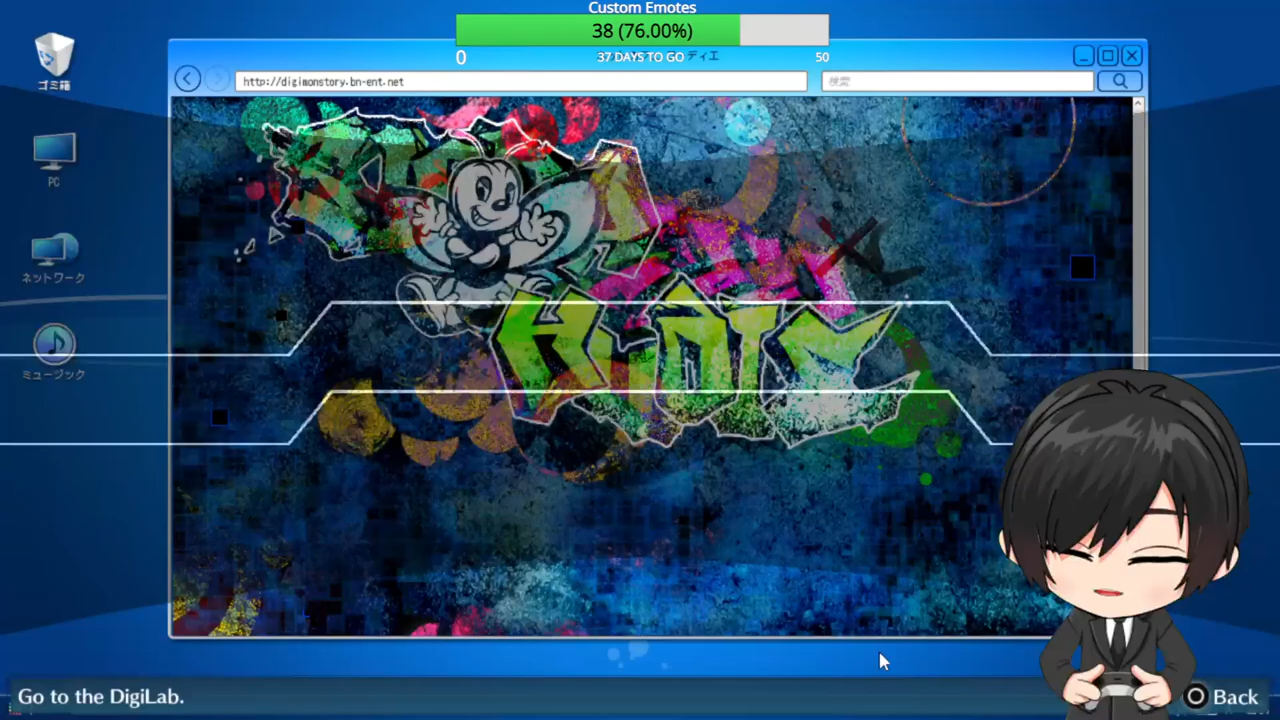 Custom Emotes
38 (76.00%)
0
37 DAYS TO GO
ディエ
50
http://digimonstory.bn-ent.net
検索
ゴミ箱
PC
ネットワーク
ミュージック
Go to the DigiLab.
Back